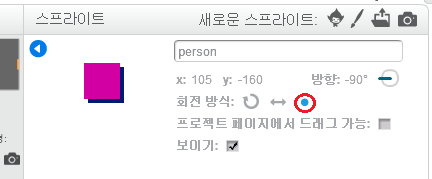 스프라이트 새로운 스프라이트:
person
x: 105 y: -160 방향: -90°
회전 방식:
프로젝트 페이지에서 드래그 가능:
보이기: